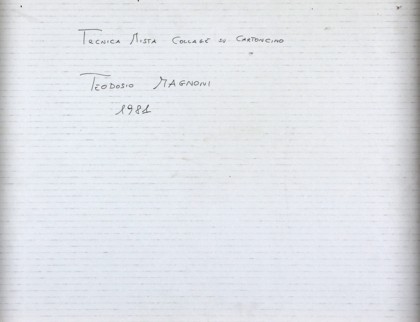 TECNICA MISTA COLLAGE SU CARTONCINO
TEODOSIO MAGNONI
1981